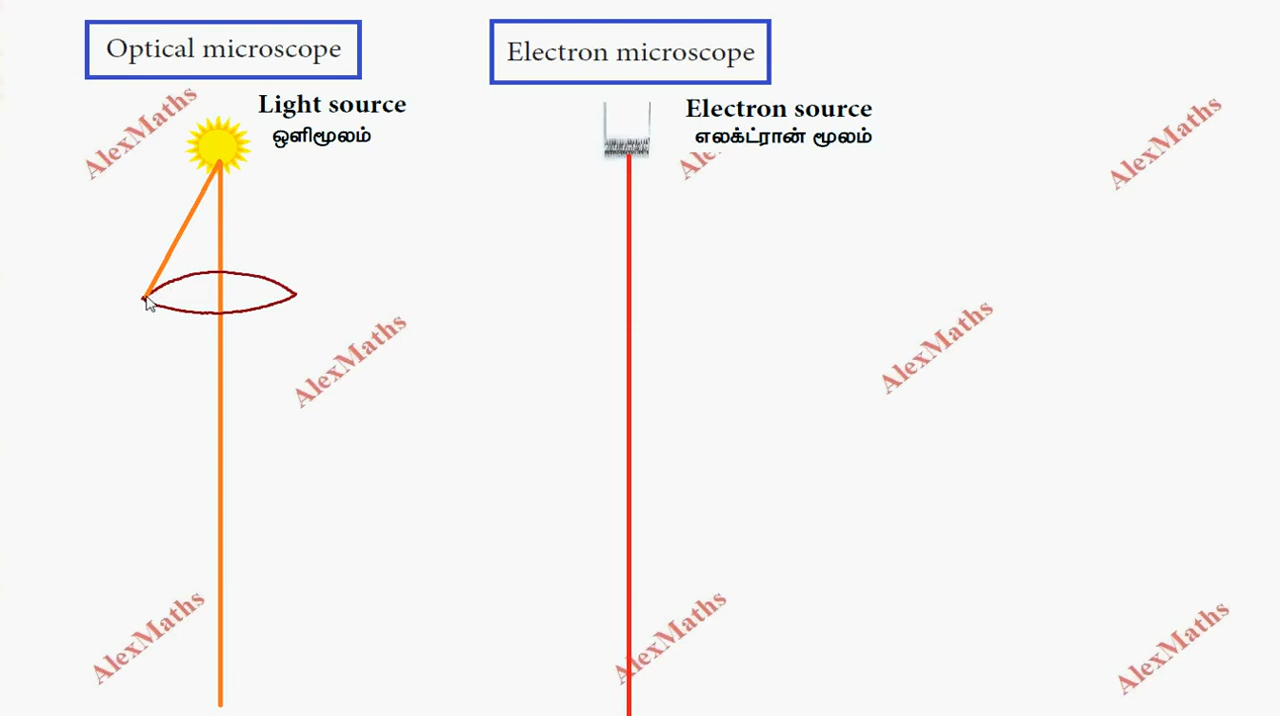 Optical microscope
Electron microscope
Light source
ஒளிமூலம்
Electron source
எலக்ட்ரான் மூலம்
AlexMaths
AlexMaths
AlexMaths
AlexMaths
AlexMaths
AlexMaths
AlexMaths